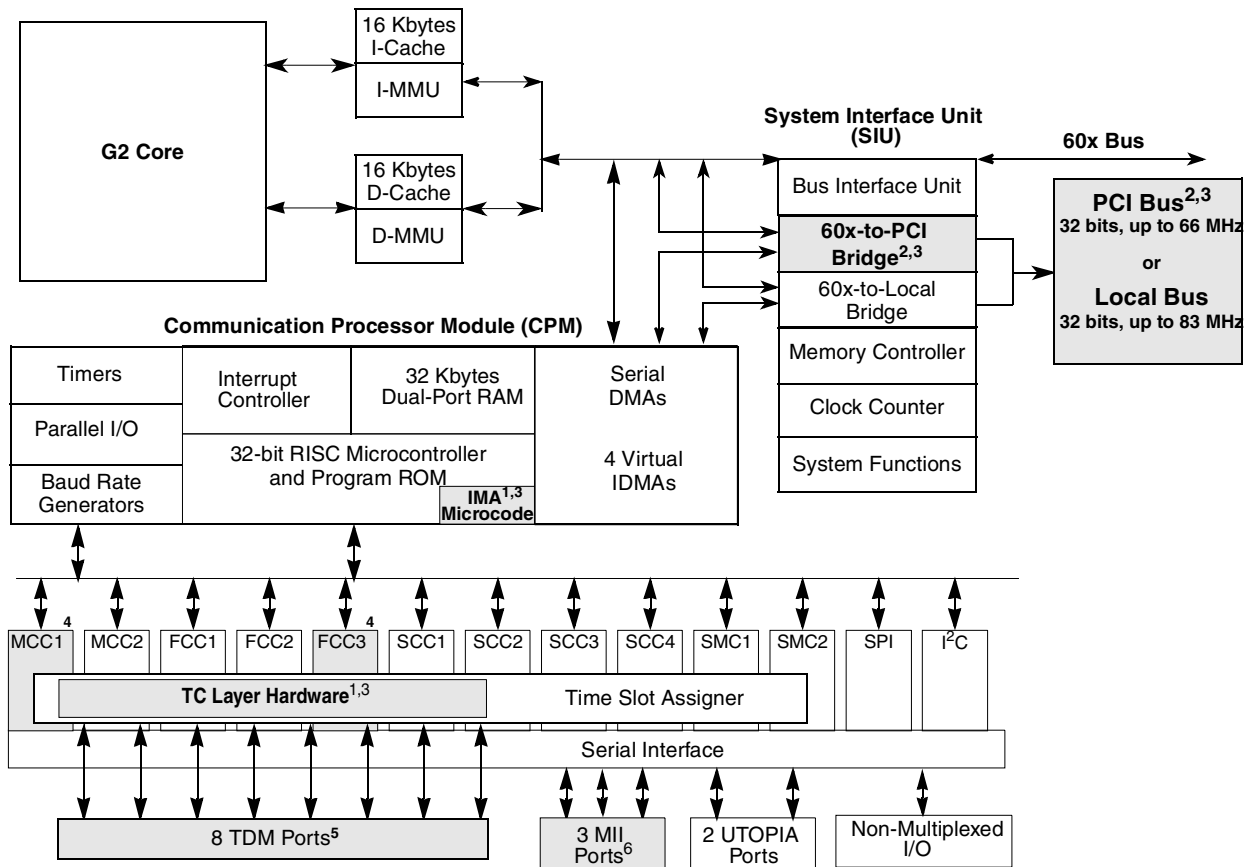 G2 Core
16 Kbytes
I-Cache
I-MMU
16 Kbytes
D-Cache
D-MMU
System Interface Unit
(SIU)
60x Bus
Bus Interface Unit
60x-to-PCI
Bridge2,3
60x-to-Local
Bridge
Memory Controller
Clock Counter
System Functions
PCI Bus2,3
32 bits, up to 66 MHz
or
Local Bus
32 bits, up to 83 MHz
Communication Processor Module (CPM)
Timers
Parallel I/O
Baud Rate
Generators
Interrupt
Controller
32 Kbytes
Dual-Port RAM
32-bit RISC Microcontroller
and Program ROM
IMA1,3
Microcode
Serial
DMAs
4 Virtual
IDMAs
MCC1 4
MCC2
FCC1
FCC2
FCC3 4
SCC1
SCC2
SCC3
SCC4
SMC1
SMC2
SPI
I2C
TC Layer Hardware1,3
Time Slot Assigner
Serial Interface
8 TDM Ports5
3 MII
Ports6
2 UTOPIA
Ports
Non-Multiplexed
I/O